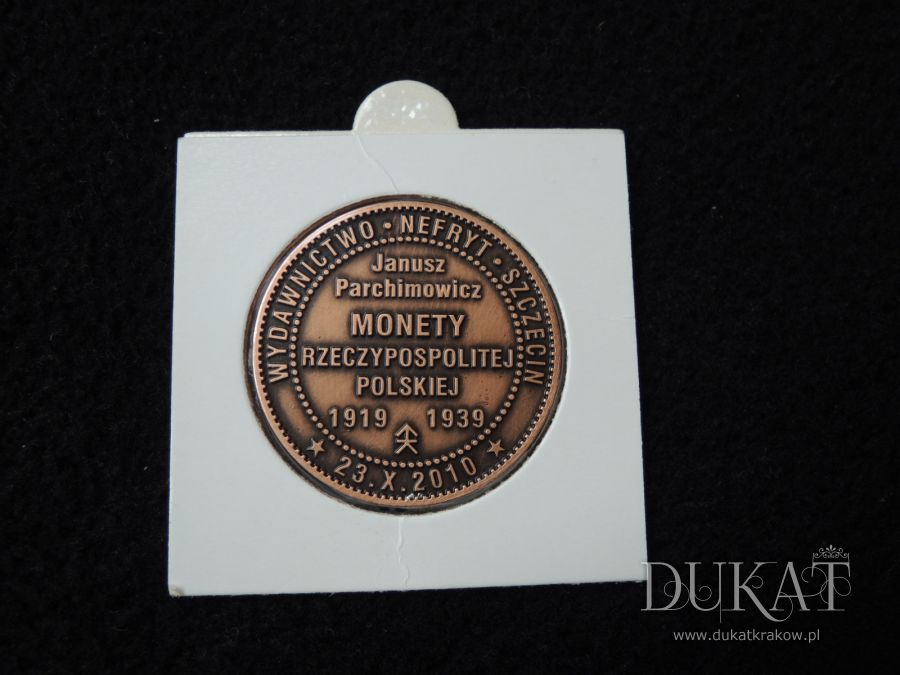 WYDAWNICTWO • NEFRYT • SZCZECIN
Janusz
Parchimowicz
MONETY
RZECZYPOSPOLITEJ
POLSKIEJ
1919 1939
★ 23.X.2010 ★
DUKAT
www.dukatkrakow.pl